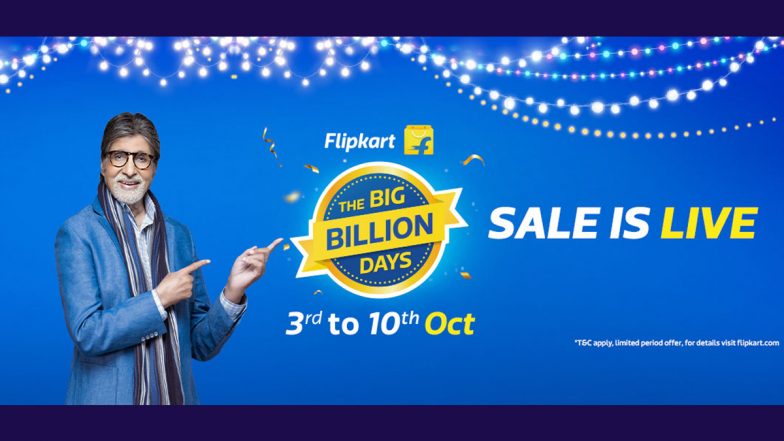 Flipkart
THE BIG
BILLION
DAYS
3rd to 10th Oct
SALE IS LIVE
*T&C apply, limited period offer, for details visit flipkart.com